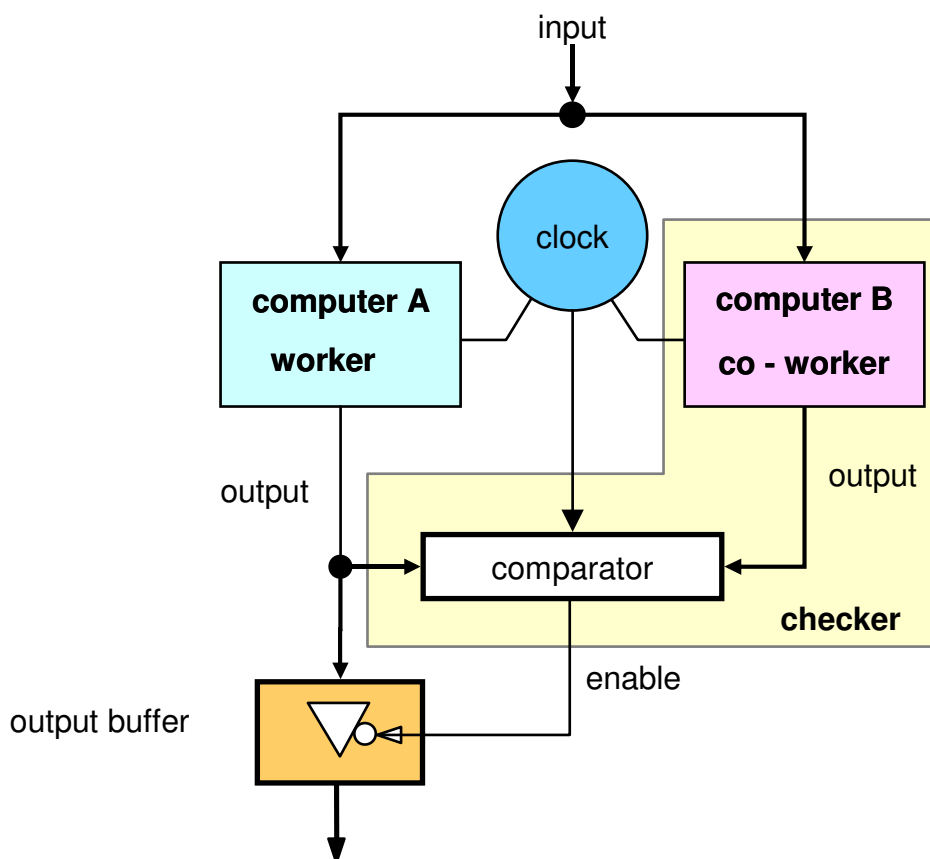 input
clock
computer A
worker
computer B
co - worker
output
output
comparator
checker
enable
output buffer